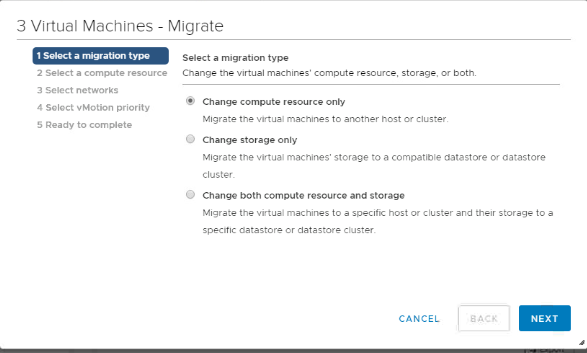 3 Virtual Machines - Migrate
1 Select a migration type
2 Select a compute resource
3 Select networks
4 Select vMotion priority
5 Ready to complete
Select a migration type
Change the virtual machines' compute resource, storage, or both.
Change compute resource only
Migrate the virtual machines to another host or cluster.
Change storage only
Migrate the virtual machines' storage to a compatible datastore or datastore
cluster.
Change both compute resource and storage
Migrate the virtual machines to a specific host or cluster and their storage to a
specific datastore or datastore cluster.
CANCEL BACK NEXT